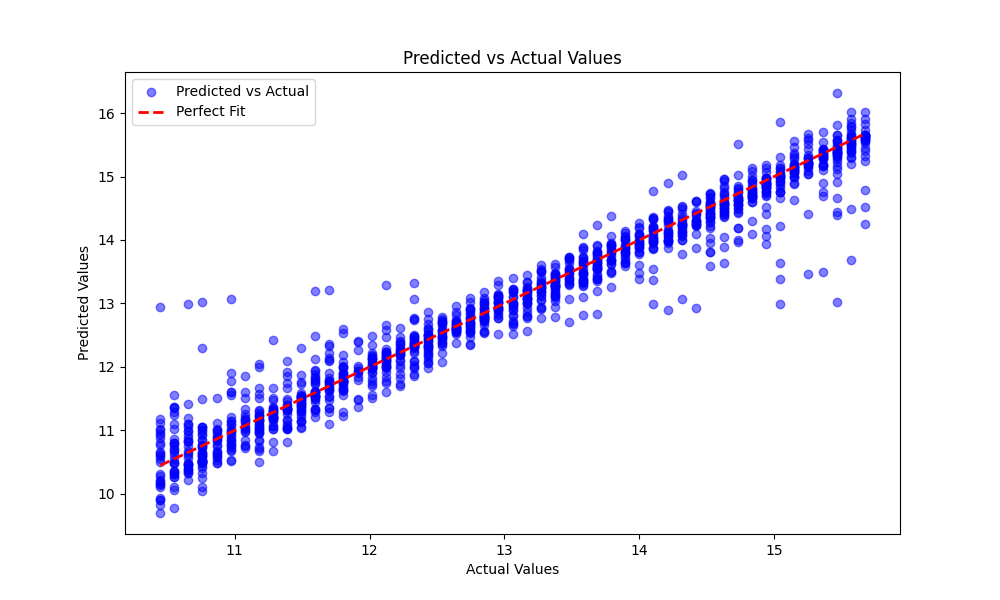 Predicted vs Actual Values
Predicted vs Actual
Perfect Fit
Predicted Values
16
15
14
13
12
11
10
11 12 13 14 15
Actual Values